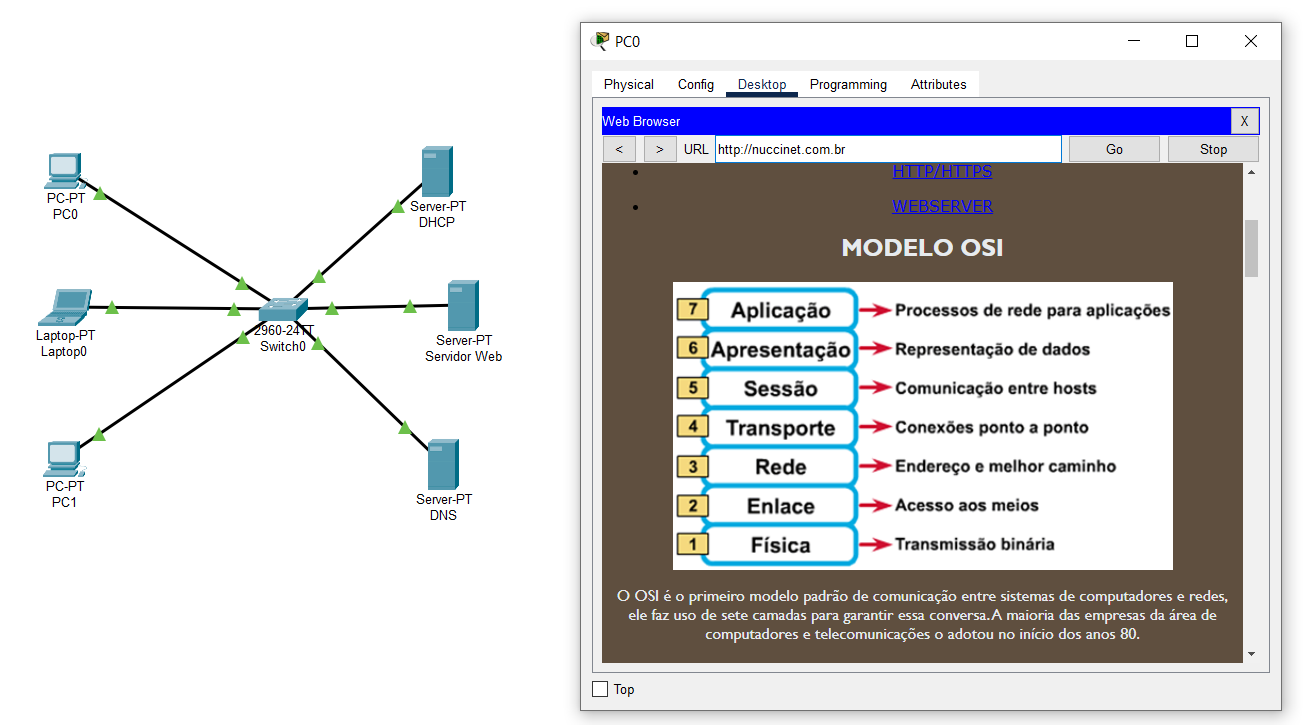 PC-PT
PC0
Laptop-PT
Laptop0
PC-PT
PC1
2960-24TT
Switch0
Server-PT
DHCP
Server-PT
Servidor Web
Server-PT
DNS
PC0
Physical Config Desktop Programming Attributes
Web Browser X
< > URL http://nuccinet.com.br Go Stop
HTTP/HTTPS
WEBSERVER
MODELO OSI
7 Aplicação Processos de rede para aplicações
6 Apresentação Representação de dados
5 Sessão Comunicação entre hosts
4 Transporte Conexões ponto a ponto
3 Rede Endereço e melhor caminho
2 Enlace Acesso aos meios
1 Física Transmissão binária
O OSI é o primeiro modelo padrão de comunicação entre sistemas de computadores e redes,
ele faz uso de sete camadas para garantir essa conversa. A maioria das empresas da área de
computadores e telecomunicações o adotou no início dos anos 80.
Top